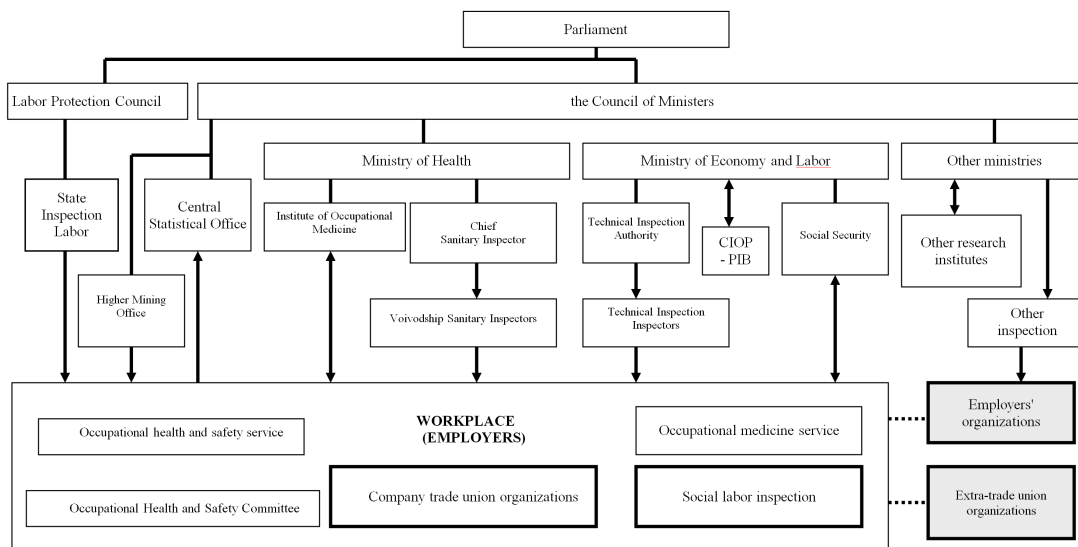 Parliament
Labor Protection Council
the Council of Ministers
Ministry of Health
Ministry of Economy and Labor
Other ministries
State
Inspection
Labor
Central
Statistical Office
Institute of Occupational
Medicine
Chief
Sanitary Inspector
Technical Inspection
Authority
CIOP
- PIB
Social Security
Other research
institutes
Higher Mining
Office
Voivodship Sanitary Inspectors
Technical Inspection
Inspectors
Other
inspection
WORKPLACE
(EMPLOYERS)
Employers'
organizations
Occupational health and safety service
Occupational medicine service
Company trade union organizations
Social labor inspection
Extra-trade union
organizations
Occupational Health and Safety Committee